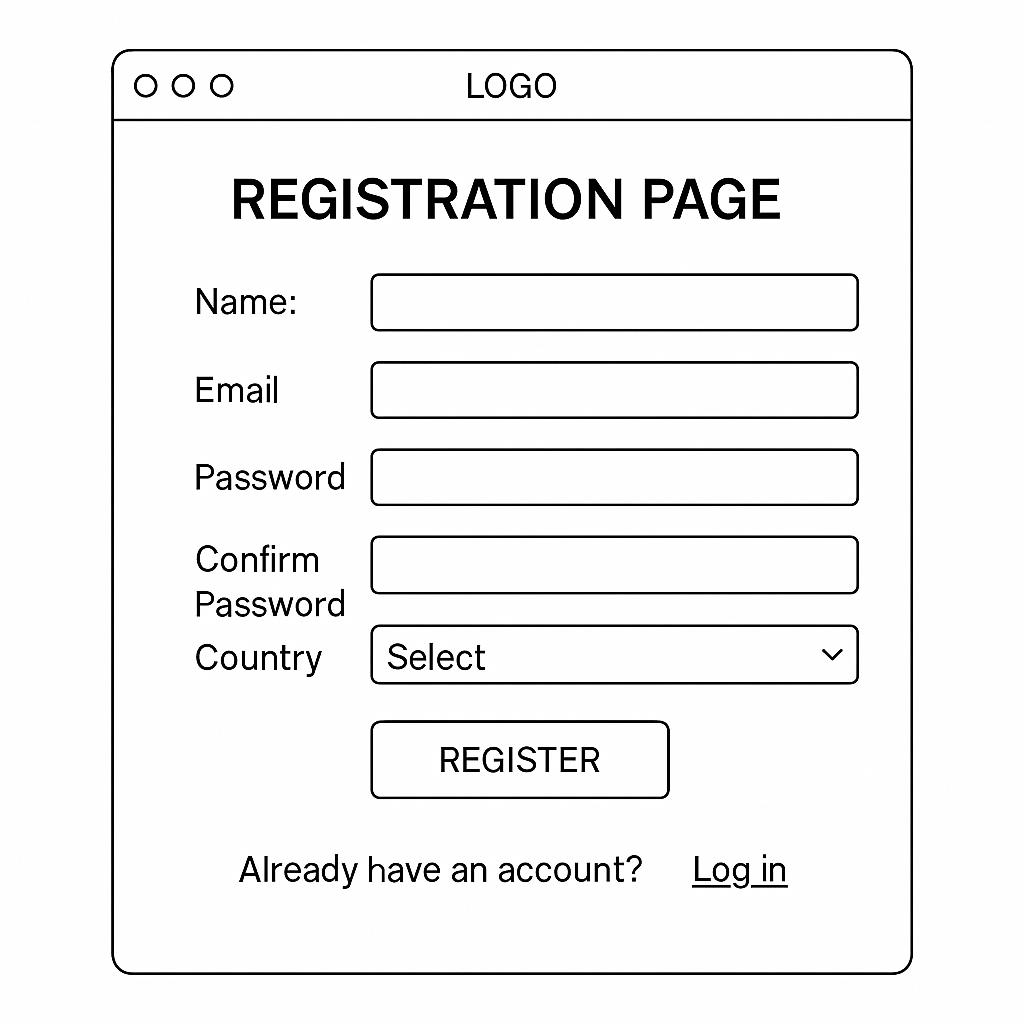 LOGO
REGISTRATION PAGE
Name:
Email
Password
Confirm
Password
Country
Select
REGISTER
Already have an account? Log in